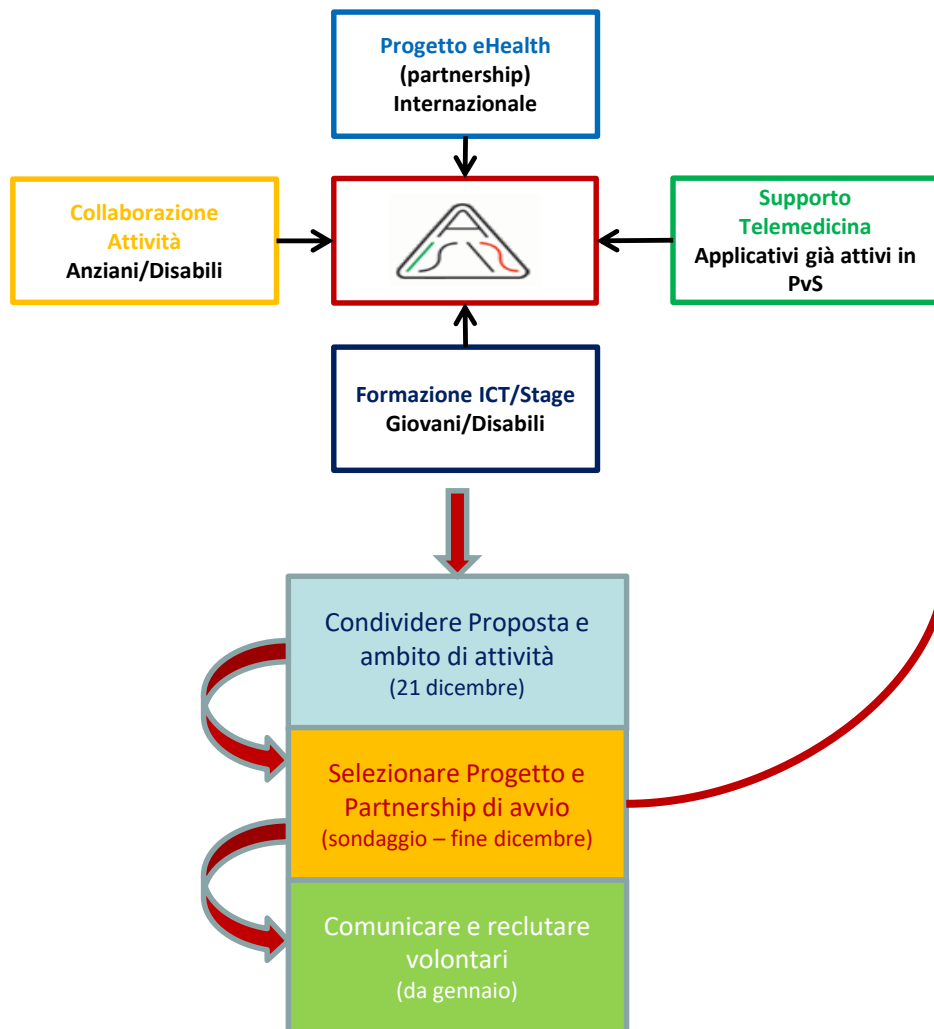 Progetto eHealth
(partnership)
Internazionale
Collaborazione
Attività
Anziani/Disabili
Supporto
Telemedicina
Applicativi già attivi in
PvS
Formazione ICT/Stage
Giovani/Disabili
Condividere Proposta e
ambito di attività
(21 dicembre)
Selezionare Progetto e
Partnership di avvio
(sondaggio – fine dicembre)
Comunicare e reclutare
volontari
(da gennaio)